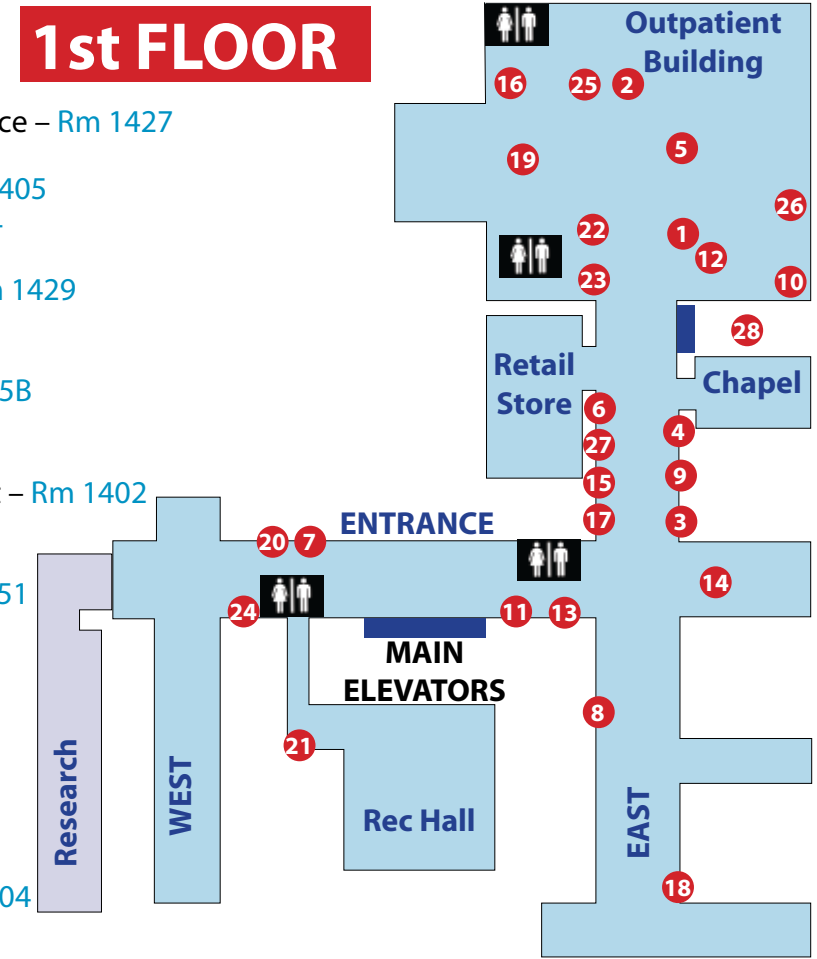 1st FLOOR
ce – Rm 1427
405
n 1429
5B
t – Rm 1402
51
04
Outpatient
Building
16
25
2
5
19
26
22
1
12
23
10
28
Retail
Store
Chapel
6
4
27
9
15
17
3
ENTRANCE
20
7
14
24
11
13
MAIN
ELEVATORS
8
21
Research
WEST
Rec Hall
EAST
18